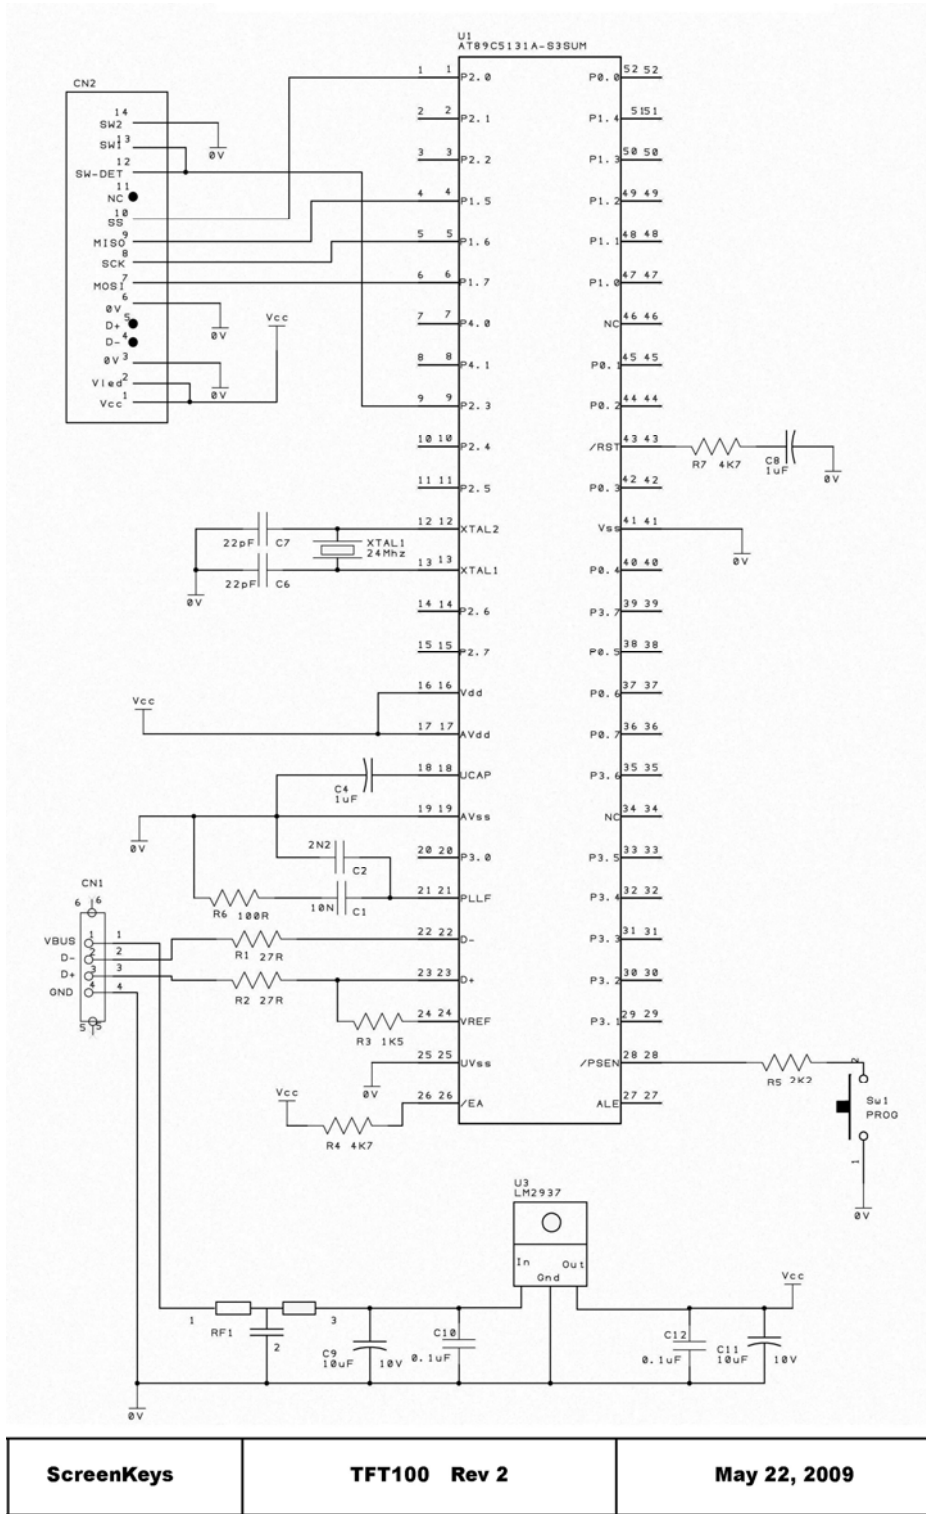 U1
AT89C5131A-S3SUM
1 1 P2.0
2 2 P2.1
3 3 P2.2
4 4 P1.5
5 5 P1.6
6 6 P1.7
7 7 P4.0
8 8 P4.1
9 9 P2.3
10 10 P2.4
11 11 P2.5
12 12 XTAL2
13 13 XTAL1
14 14 P2.6
15 15 P2.7
16 16 Vdd
17 17 AVdd
18 18 UCAP
19 19 AVss
20 20 P3.0
21 21 PLLF
22 22 D-
23 23 D+
24 24 VREF
25 25 UVss
26 26 /EA
P0.0 52 52
P1.4 5151
P1.3 50 50
P1.2 49 49
P1.1 48 48
P1.0 47 47
NC 46 46
P0.1 45 45
P0.2 44 44
/RST 43 43
P0.3 42 42
Vss 41 41
P0.4 40 40
P3.7 39 39
P0.5 38 38
P0.6 37 37
P0.7 36 36
P3.6 35 35
NC 34 34
P3.5 33 33
P3.4 32 32
P3.3 31 31
P3.2 30 30
P3.1 29 29
/PSEN 28 28
ALE 27 27
CN2
14
SW2
13
SW1
12
SW-DET
11
NC
10
SS
9
MISO
8
SCK
7
MOSI
6
0V
5
D+
4
D-
3
0V
2
Vled
1
Vcc
0V
0V
0V
Vcc
R7 4K7
C8
1uF
0V
0V
22pF C7
22pF C6
XTAL1
24Mhz
0V
Vcc
C4
1uF
0V
2N2
C2
10N C1
R6 100R
CN1
6 6
VBUS 1 1
D- 2 2
D+ 3 3
GND 4 4
5 5
R1 27R
R2 27R
R3 1K5
0V
Vcc
R4 4K7
R5 2K2
2
Sw1
PROG
1
0V
U3
LM2937
In
Out
Gnd
Vcc
1
RF1
2
3
C9
10uF 10V
C10
0.1uF
C12
0.1uF
C11
10uF 10V
0V
ScreenKeys
TFT100 Rev 2
May 22, 2009